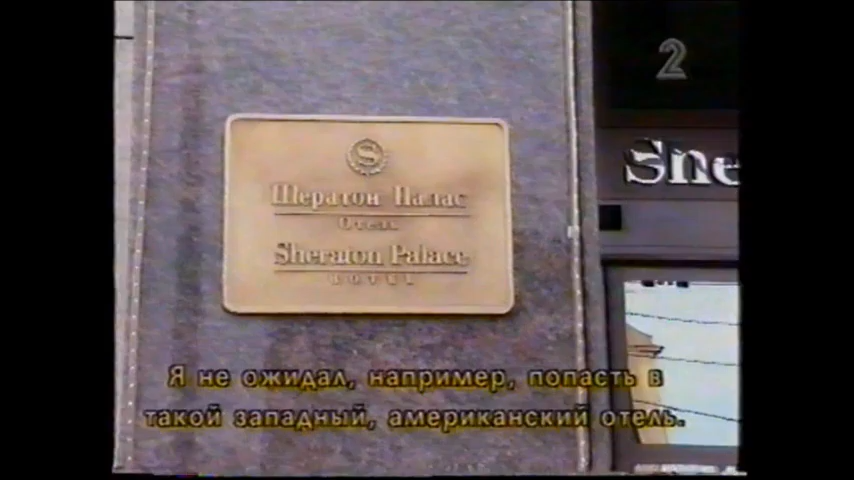 2
S
Шератон Палас
Отель
Sheraton Palace
HOTEL
She
Я не ожидал, например, попасть в
такой западный, американский отель.